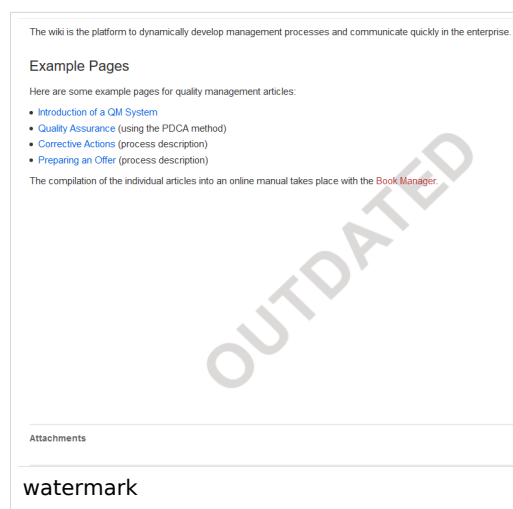 The wiki is the platform to dynamically develop management processes and communicate quickly in the enterprise.
Example Pages
Here are some example pages for quality management articles:
• Introduction of a QM System
• Quality Assurance (using the PDCA method)
• Corrective Actions (process description)
• Preparing an Offer (process description)
The compilation of the individual articles into an online manual takes place with the Book Manager.
OUTDATED
Attachments
watermark